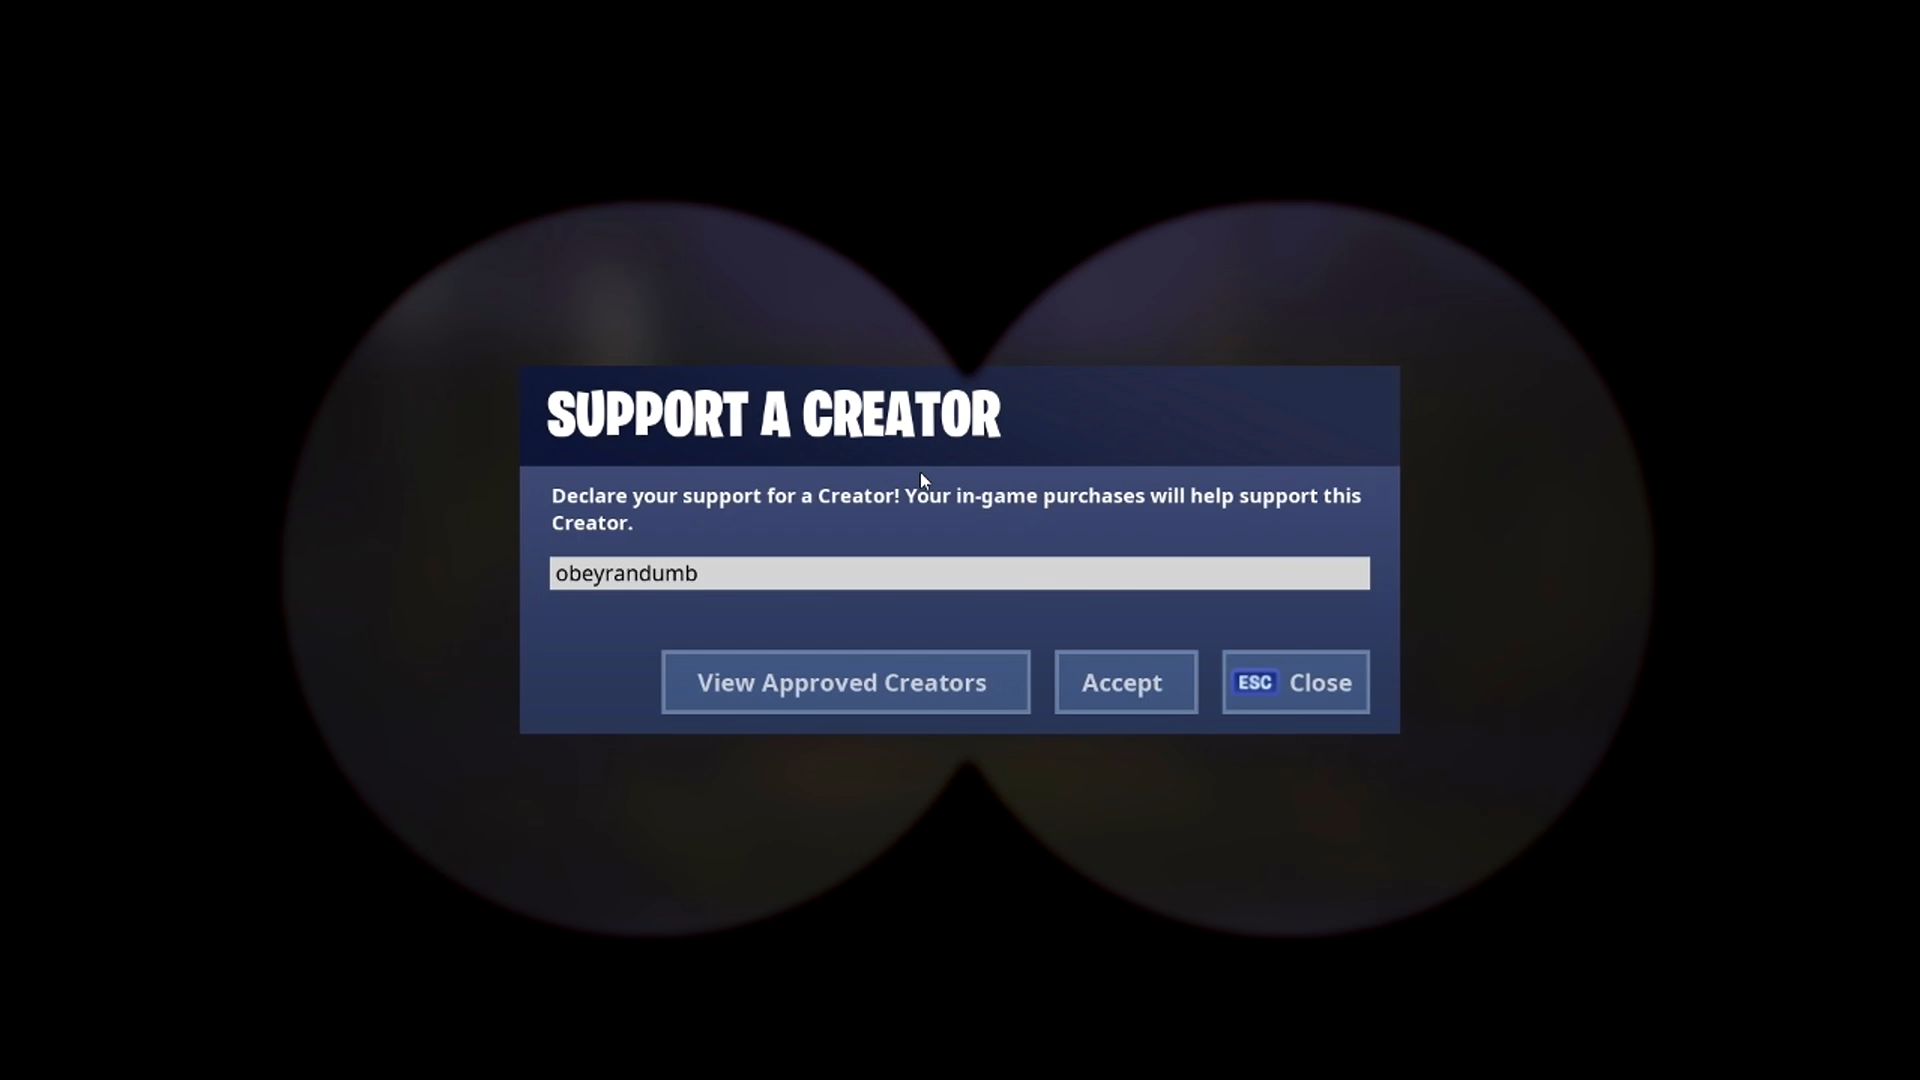 SUPPORT A CREATOR
Declare your support for a Creator! Your in-game purchases will help support this
Creator.
obeyrandumb
View Approved Creators
Accept
ESC Close